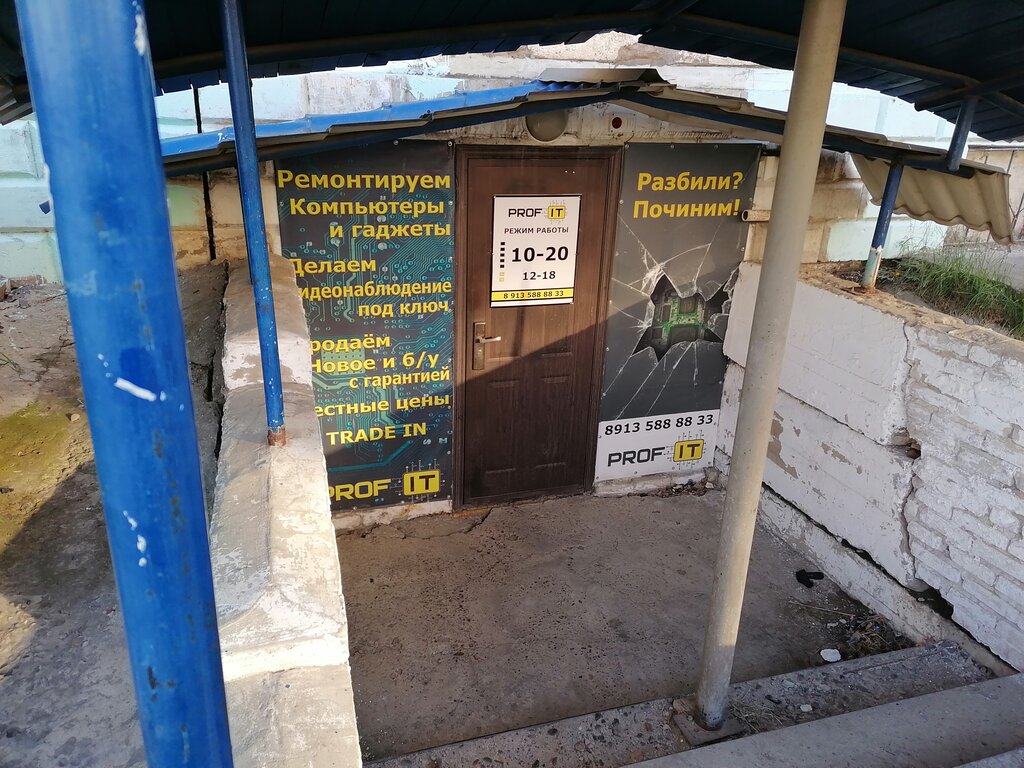 Ремонтируем
Компьютеры
и гаджеты
Делаем
идеонаблюдение
под ключ
родаём
Новое и б/у
с гарантией
естные цены
TRADE IN
PROF IT
PROF IT
РЕЖИМ РАБОТЫ
10-20
12-18
8 913 588 88 33
Разбили?
Починим!
8913 588 88 33
PROF IT